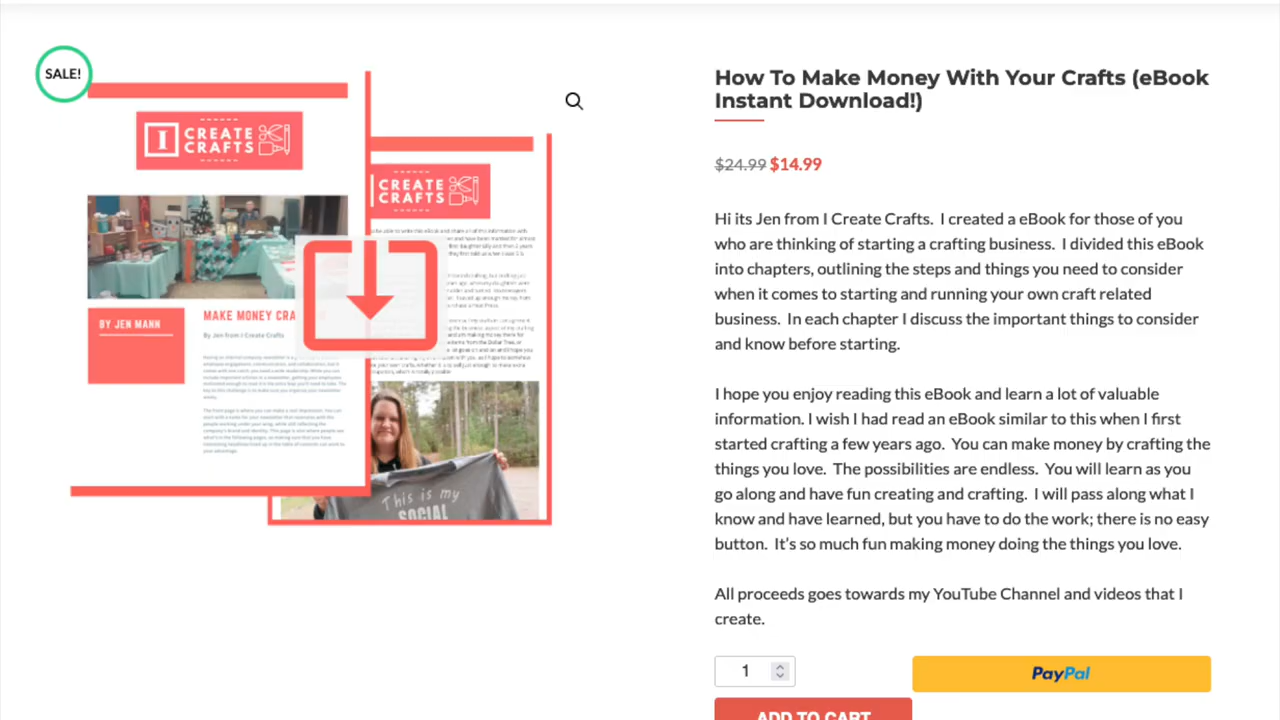 SALE!
I CREATE
CRAFTS
CREATE
CRAFTS
BY JEN MANN
MAKE MONEY CRA
By Jen from I Create Crafts
This is my
SOCIAL
How To Make Money With Your Crafts (eBook
Instant Download!)
$24.99 $14.99
Hi its Jen from I Create Crafts. I created a eBook for those of you
who are thinking of starting a crafting business. I divided this eBook
into chapters, outlining the steps and things you need to consider
when it comes to starting and running your own craft related
business. In each chapter I discuss the important things to consider
and know before starting.
I hope you enjoy reading this eBook and learn a lot of valuable
information. I wish I had read an eBook similar to this when I first
started crafting a few years ago. You can make money by crafting the
things you love. The possibilities are endless. You will learn as you
go along and have fun creating and crafting. I will pass along what I
know and have learned, but you have to do the work; there is no easy
button. It’s so much fun making money doing the things you love.
All proceeds goes towards my YouTube Channel and videos that I
create.
1
PayPal
ADD TO CART